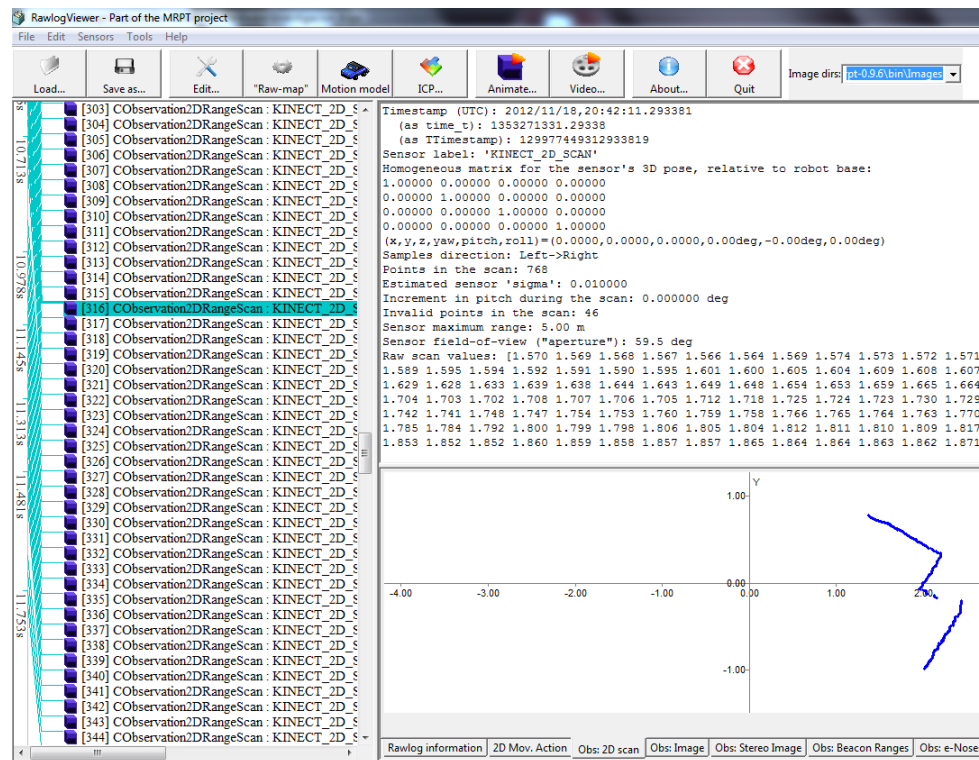 RawlogViewer - Part of the MRPT project
File Edit Sensors Tools Help
Load... Save as... Edit... "Raw-map" Motion model ICP... Animate... Video... About... Quit Image dirs: rpt-0.9.6\bin\Images
[303] CObservation2DRangeScan : KINECT_2D_S
[304] CObservation2DRangeScan : KINECT_2D_S
[305] CObservation2DRangeScan : KINECT_2D_S
[306] CObservation2DRangeScan : KINECT_2D_S
[307] CObservation2DRangeScan : KINECT_2D_S
[308] CObservation2DRangeScan : KINECT_2D_S
[309] CObservation2DRangeScan : KINECT_2D_S
[310] CObservation2DRangeScan : KINECT_2D_S
[311] CObservation2DRangeScan : KINECT_2D_S
[312] CObservation2DRangeScan : KINECT_2D_S
[313] CObservation2DRangeScan : KINECT_2D_S
[314] CObservation2DRangeScan : KINECT_2D_S
[315] CObservation2DRangeScan : KINECT_2D_S
[316] CObservation2DRangeScan : KINECT_2D_S
[317] CObservation2DRangeScan : KINECT_2D_S
[318] CObservation2DRangeScan : KINECT_2D_S
[319] CObservation2DRangeScan : KINECT_2D_S
[320] CObservation2DRangeScan : KINECT_2D_S
[321] CObservation2DRangeScan : KINECT_2D_S
[322] CObservation2DRangeScan : KINECT_2D_S
[323] CObservation2DRangeScan : KINECT_2D_S
[324] CObservation2DRangeScan : KINECT_2D_S
[325] CObservation2DRangeScan : KINECT_2D_S
[326] CObservation2DRangeScan : KINECT_2D_S
[327] CObservation2DRangeScan : KINECT_2D_S
[328] CObservation2DRangeScan : KINECT_2D_S
[329] CObservation2DRangeScan : KINECT_2D_S
[330] CObservation2DRangeScan : KINECT_2D_S
[331] CObservation2DRangeScan : KINECT_2D_S
[332] CObservation2DRangeScan : KINECT_2D_S
[333] CObservation2DRangeScan : KINECT_2D_S
[334] CObservation2DRangeScan : KINECT_2D_S
[335] CObservation2DRangeScan : KINECT_2D_S
[336] CObservation2DRangeScan : KINECT_2D_S
[337] CObservation2DRangeScan : KINECT_2D_S
[338] CObservation2DRangeScan : KINECT_2D_S
[339] CObservation2DRangeScan : KINECT_2D_S
[340] CObservation2DRangeScan : KINECT_2D_S
[341] CObservation2DRangeScan : KINECT_2D_S
[342] CObservation2DRangeScan : KINECT_2D_S
[343] CObservation2DRangeScan : KINECT_2D_S
[344] CObservation2DRangeScan : KINECT_2D_S
10.713s
10.978s
11.145s
11.313s
11.481s
11.753s
Timestamp (UTC): 2012/11/18,20:42:11.293381
(as time_t): 1353271331.29338
(as TTimestamp): 129977449312933819
Sensor label: 'KINECT_2D_SCAN'
Homogeneous matrix for the sensor's 3D pose, relative to robot base:
1.00000 0.00000 0.00000 0.00000
0.00000 1.00000 0.00000 0.00000
0.00000 0.00000 1.00000 0.00000
0.00000 0.00000 0.00000 1.00000
(x,y,z,yaw,pitch,roll)=(0.0000,0.0000,0.0000,0.00deg,-0.00deg,0.00deg)
Samples direction: Left->Right
Points in the scan: 768
Estimated sensor 'sigma': 0.010000
Increment in pitch during the scan: 0.000000 deg
Invalid points in the scan: 46
Sensor maximum range: 5.00 m
Sensor field-of-view ("aperture"): 59.5 deg
Raw scan values: [1.570 1.569 1.568 1.567 1.566 1.564 1.569 1.574 1.573 1.572 1.571
1.589 1.595 1.594 1.592 1.591 1.590 1.595 1.601 1.600 1.605 1.604 1.609 1.608 1.607
1.629 1.628 1.633 1.639 1.638 1.644 1.643 1.649 1.648 1.654 1.653 1.659 1.665 1.664
1.704 1.703 1.702 1.708 1.707 1.706 1.705 1.712 1.718 1.725 1.724 1.723 1.730 1.729
1.742 1.741 1.748 1.747 1.754 1.753 1.760 1.759 1.758 1.766 1.765 1.764 1.763 1.770
1.785 1.784 1.792 1.800 1.799 1.798 1.806 1.805 1.804 1.812 1.811 1.810 1.809 1.817
1.853 1.852 1.852 1.860 1.859 1.858 1.857 1.857 1.865 1.864 1.864 1.863 1.862 1.871
Y
1.00
-4.00 -3.00 -2.00 0.00 0.00 1.00 2.00
-1.00
Rawlog information 2D Mov. Action Obs: 2D scan Obs: Image Obs: Stereo Image Obs: Beacon Ranges Obs: e-Nose